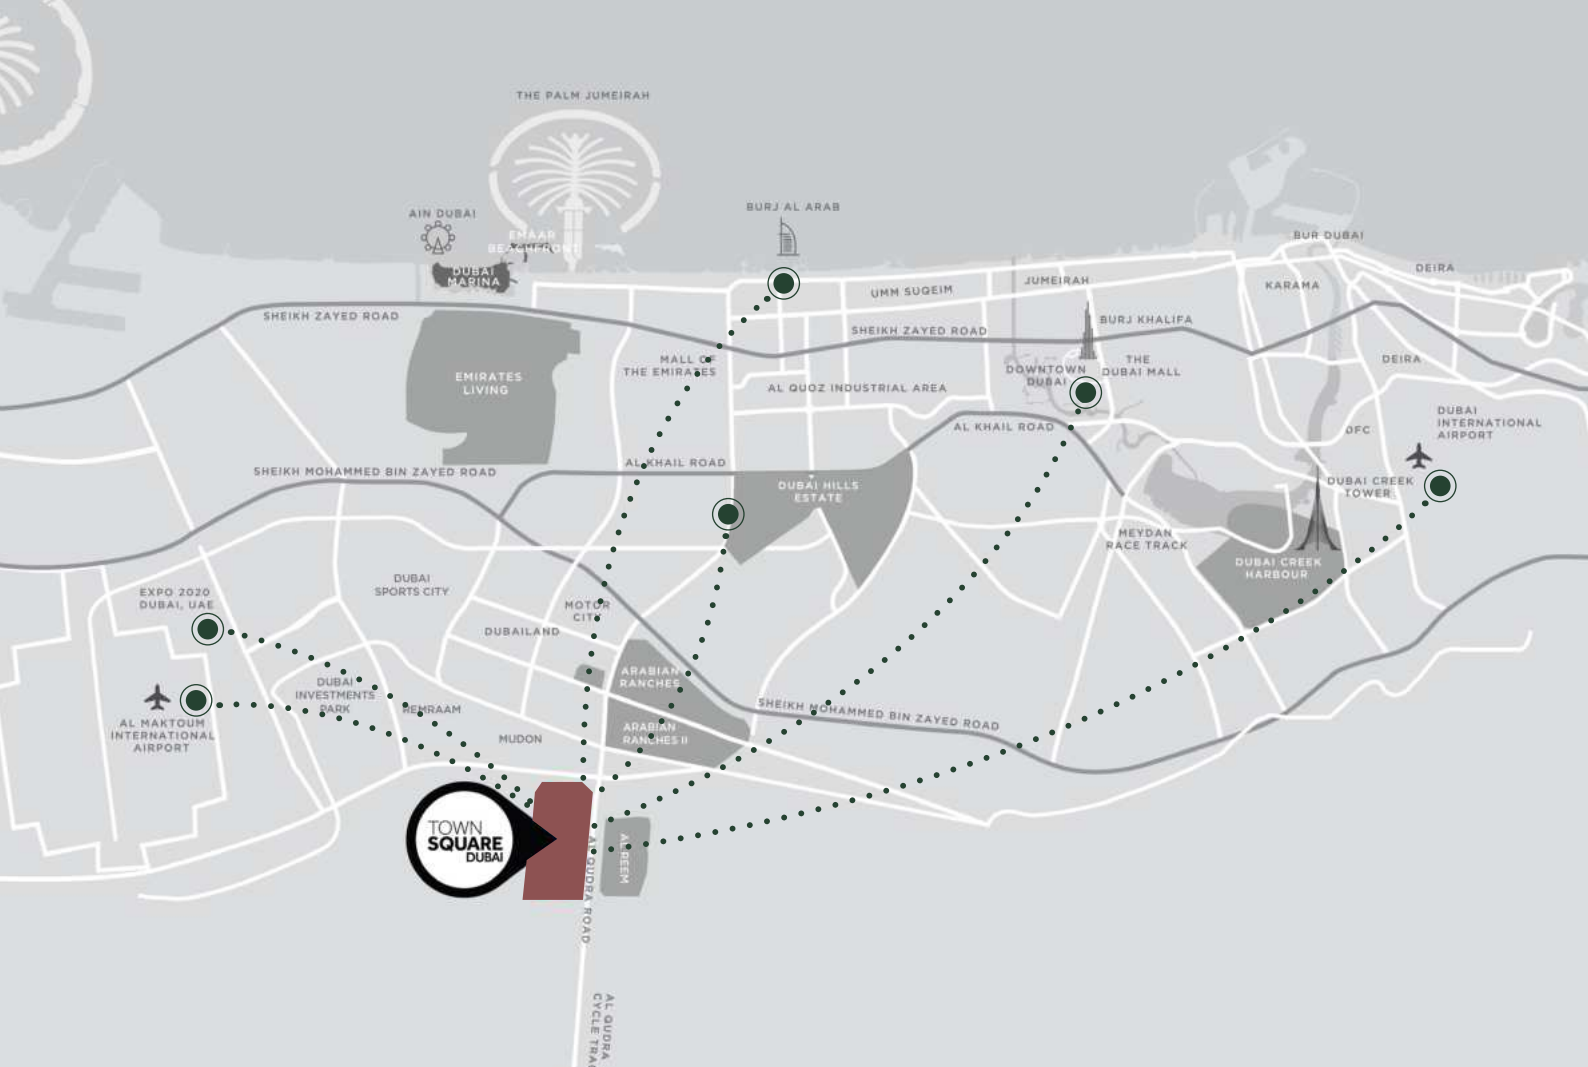 THE PALM JUMEIRAH
AIN DUBAI
BURJ AL ARAB
EMAAR
BEACHFRONT
DUBAI
MARINA
BUR DUBAI
DEIRA
JUMEIRAH
KARAMA
UMM SUQEIM
SHEIKH ZAYED ROAD
SHEIKH ZAYED ROAD
BURJ KHALIFA
MALL OF
THE EMIRATES
THE
DUBAI MALL
DEIRA
DOWNTOWN
DUBAI
EMIRATES
LIVING
AL QUOZ INDUSTRIAL AREA
DUBAI
INTERNATIONAL
AIRPORT
AL KHAIL ROAD
DFC
SHEIKH MOHAMMED BIN ZAYED ROAD
AL KHAIL ROAD
DUBAI HILLS
ESTATE
DUBAI CREEK
TOWER
MEYDAN
RACE TRACK
DUBAI CREEK
HARBOUR
DUBAI
SPORTS CITY
EXPO 2020
DUBAI, UAE
MOTOR
CITY
DUBAILAND
ARABIAN
RANCHES
DUBAI
INVESTMENTS
PARK
REMRAAM
SHEIKH MOHAMMED BIN ZAYED ROAD
AL MAKTOUM
INTERNATIONAL
AIRPORT
MUDON
ARABIAN
RANCHES II
TOWN
SQUARE
DUBAI
AL REEM
AL QUDRA ROAD
AL QUDRA
CYCLE TRA